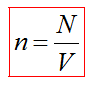 n = N/V